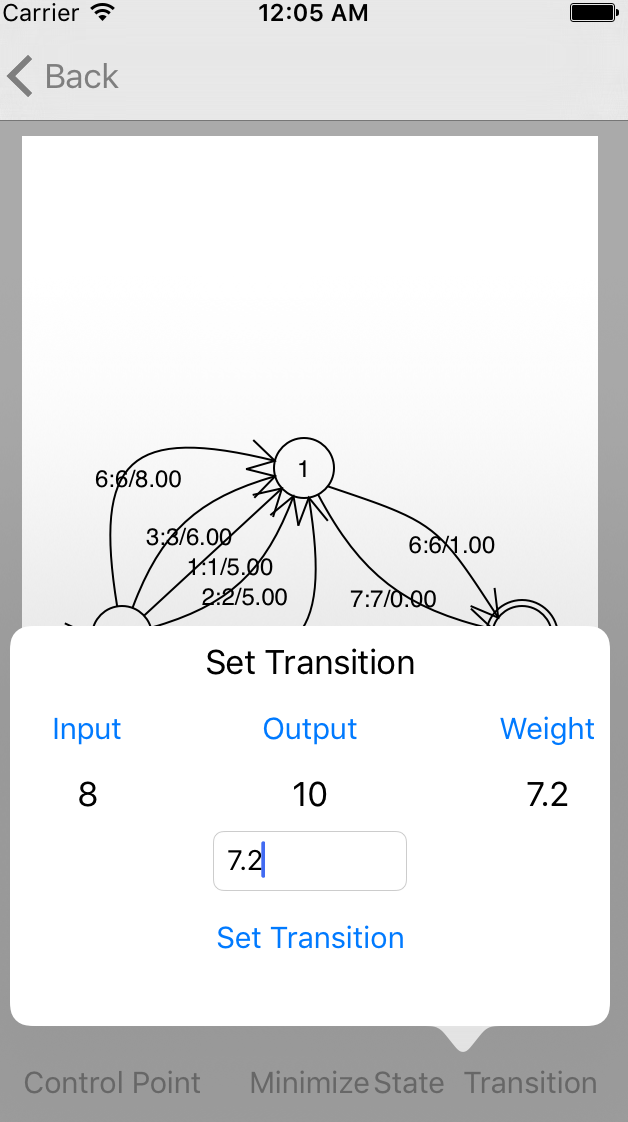 Carrier 12:05 AM
Back
1
6:6/8.00
3:3/6.00
6:6/1.00
1:1/5.00
2:2/5.00
7:7/0.00
Set Transition
Input Output Weight
8 10 7.2
7.2
Set Transition
Control Point Minimize State Transition